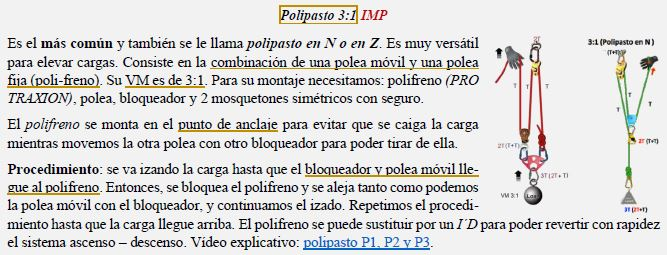 Polipasto 3:1 IMP
Es el más común y también se le llama polipasto en N o en Z. Es muy versátil
para elevar cargas. Consiste en la combinación de una polea móvil y una polea
fija (poli-freno). Su VM es de 3:1. Para su montaje necesitamos: polifreno (PRO
TRAXION), polea, bloqueador y 2 mosquetones simétricos con seguro.
El polifreno se monta en el punto de anclaje para evitar que se caiga la carga
mientras movemos la otra polea con otro bloqueador para poder tirar de ella.
Procedimiento: se va izando la carga hasta que el bloqueador y polea móvil lle-
gue al polifreno. Entonces, se bloquea el polifreno y se aleja tanto como podemos
la polea móvil con el bloqueador, y continuamos el izado. Repetimos el procedi-
miento hasta que la carga llegue arriba. El polifreno se puede sustituir por un I´D para poder revertir con rapidez
el sistema ascenso – descenso. Vídeo explicativo: polipasto P1, P2 y P3.
2T
T
T
T
2T (T+T)
3T (2T + T)
VM 3:1
3:1 (Polipasto en N )
(T+T)
T
T
T
2T (T+T)
3T (2T+T)